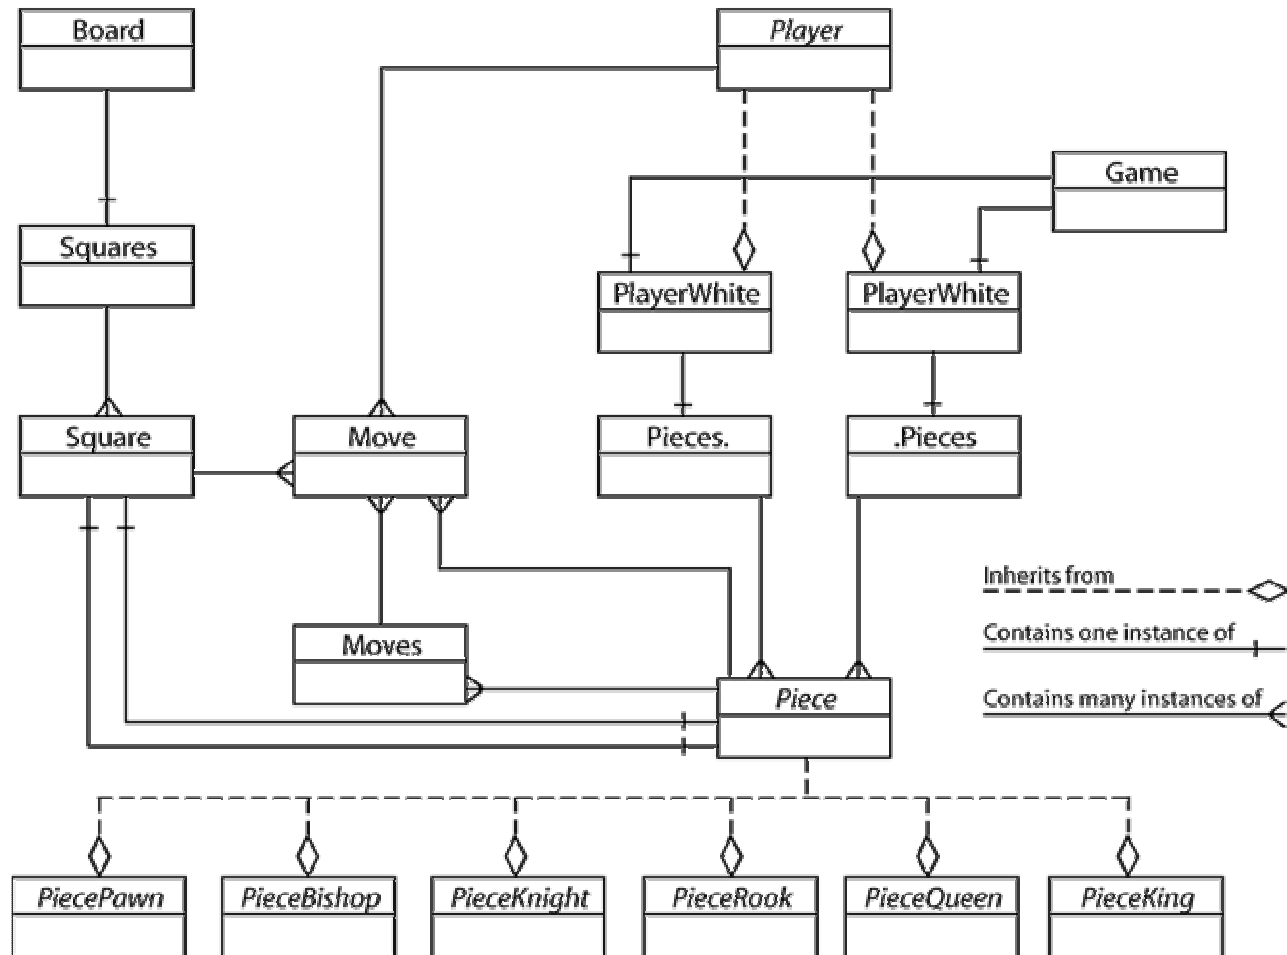 Board
Player
Game
Squares
PlayerWhite
PlayerWhite
Square
Move
Pieces.
.Pieces
Inherits from
Contains one instance of
Moves
Contains many instances of
Piece
PiecePawn
PieceBishop
PieceKnight
PieceRook
PieceQueen
PieceKing